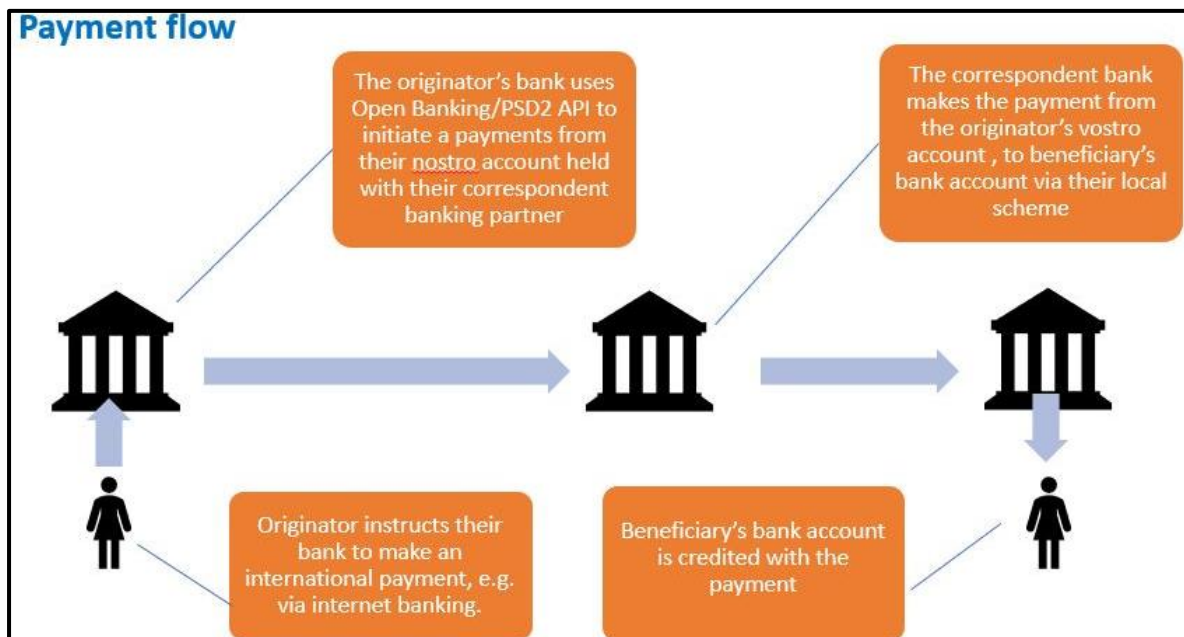 Payment flow
The originator's bank uses
Open Banking/PSD2 API to
initiate a payments from
their nostro account held
with their correspondent
banking partner
The correspondent bank
makes the payment from
the originator's vostro
account , to beneficiary's
bank account via their local
scheme
Originator instructs their
bank to make an
international payment, e.g.
via internet banking.
Beneficiary's bank account
is credited with the
payment